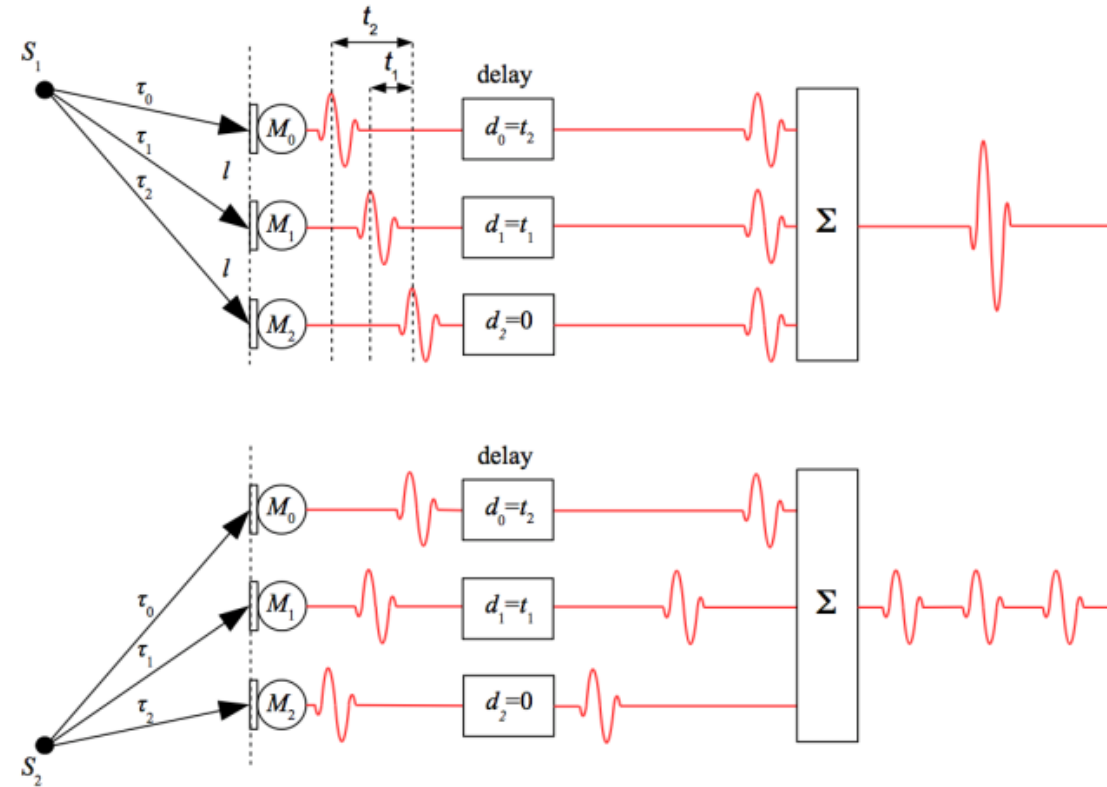 t₂
S₁
t₁
delay
τ₀
M₀
d₀=t₂
τ₁
l
τ₂
M₁
d₁=t₁
Σ
l
M₂
d₂=0
delay
M₀
d₀=t₂
τ₀
M₁
d₁=t₁
Σ
τ₁
τ₂
M₂
d₂=0
S₂